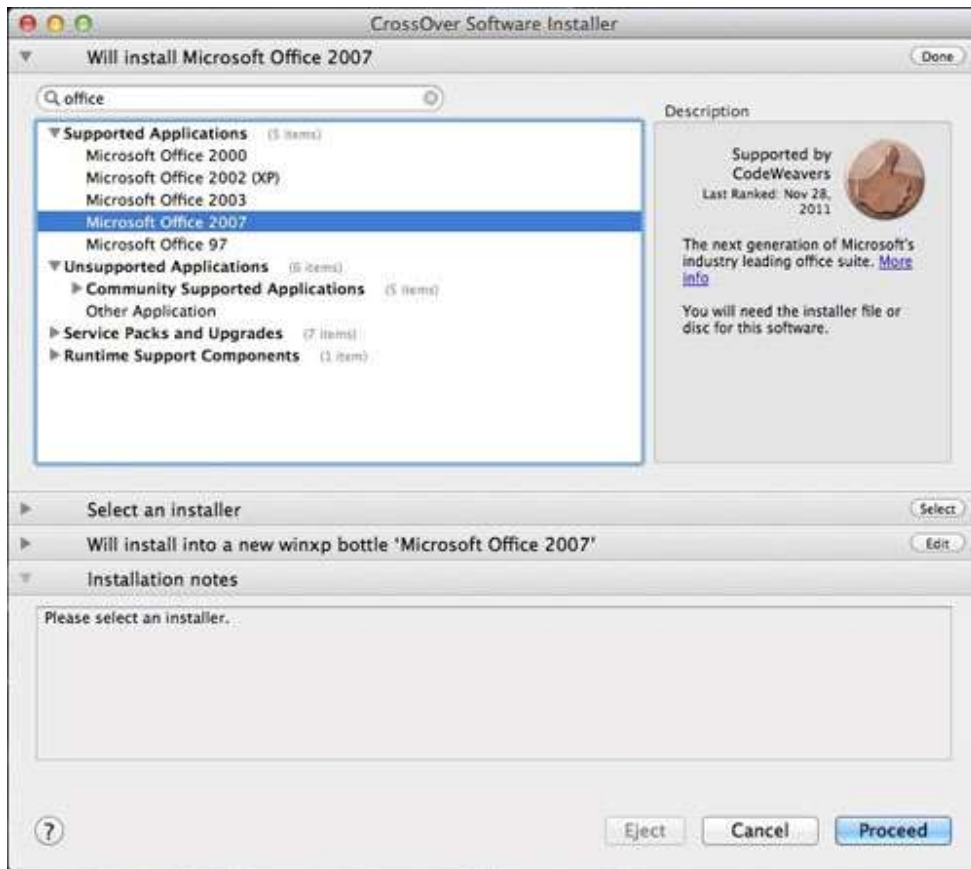 CrossOver Software Installer
Will install Microsoft Office 2007
Done
office
Supported Applications (5 items)
Microsoft Office 2000
Microsoft Office 2002 (XP)
Microsoft Office 2003
Microsoft Office 2007
Microsoft Office 97
Unsupported Applications (6 items)
Community Supported Applications (5 items)
Other Application
Service Packs and Upgrades (7 items)
Runtime Support Components (1 item)
Description
Supported by
CodeWeavers
Last Ranked: Nov 28,
2011
The next generation of Microsoft's
industry leading office suite. More
info
You will need the installer file or
disc for this software.
Select an installer
Select
Will install into a new winxp bottle 'Microsoft Office 2007'
Edit
Installation notes
Please select an installer.
?
Eject
Cancel
Proceed